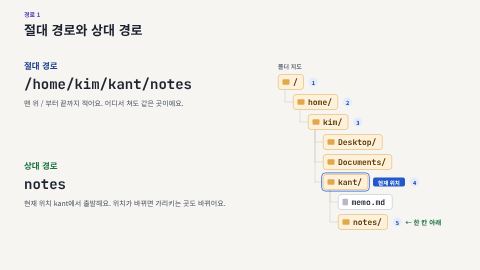 경로 1
절대 경로와 상대 경로
절대 경로
/home/kim/kant/notes
맨 위 / 부터 끝까지 적어요. 어디서 쳐도 같은 곳이에요.
상대 경로
notes
현재 위치 kant에서 출발해요. 위치가 바뀌면 가리키는 곳도 바뀌어요.
폴더 지도
/ 1
home/ 2
kim/ 3
Desktop/
Documents/
kant/ 현재 위치 4
memo.md
notes/ 5 ← 한 칸 아래